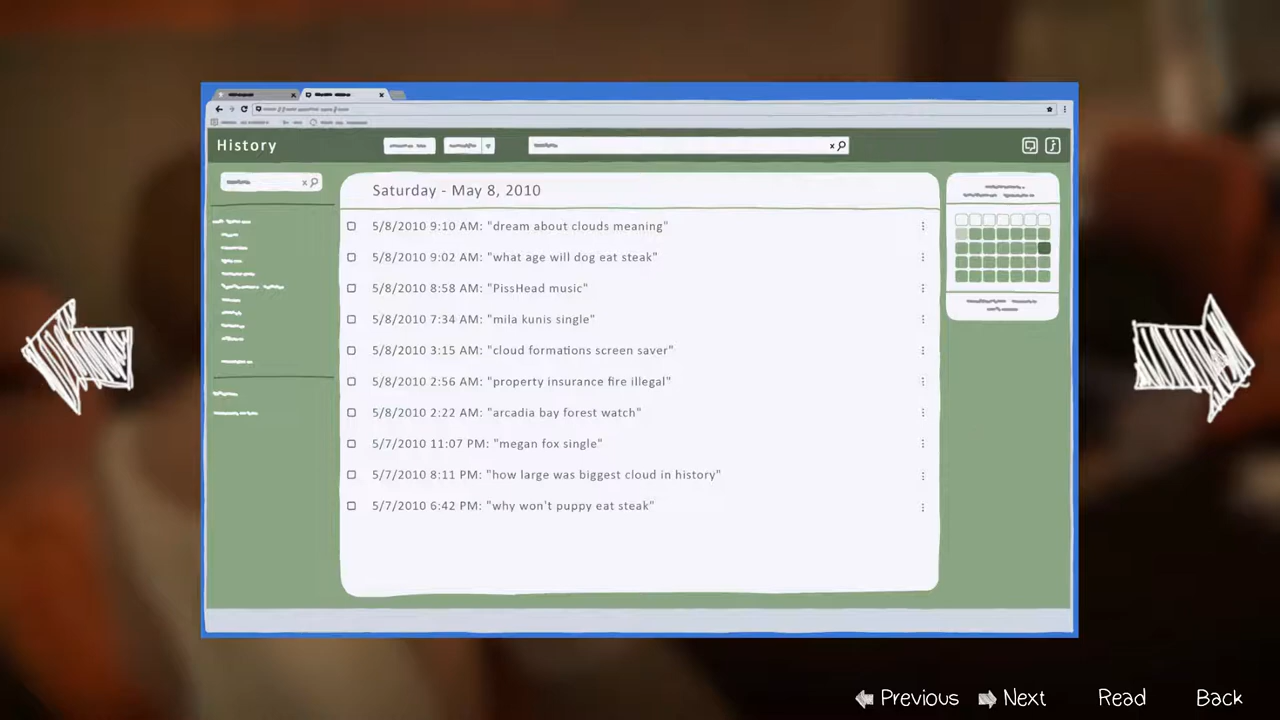 History
Saturday - May 8, 2010
5/8/2010 9:10 AM: "dream about clouds meaning"
5/8/2010 9:02 AM: "what age will dog eat steak"
5/8/2010 8:58 AM: "PissHead music"
5/8/2010 7:34 AM: "mila kunis single"
5/8/2010 3:15 AM: "cloud formations screen saver"
5/8/2010 2:56 AM: "property insurance fire illegal"
5/8/2010 2:22 AM: "arcadia bay forest watch"
5/7/2010 11:07 PM: "megan fox single"
5/7/2010 8:11 PM: "how large was biggest cloud in history"
5/7/2010 6:42 PM: "why won't puppy eat steak"
Previous Next Read Back